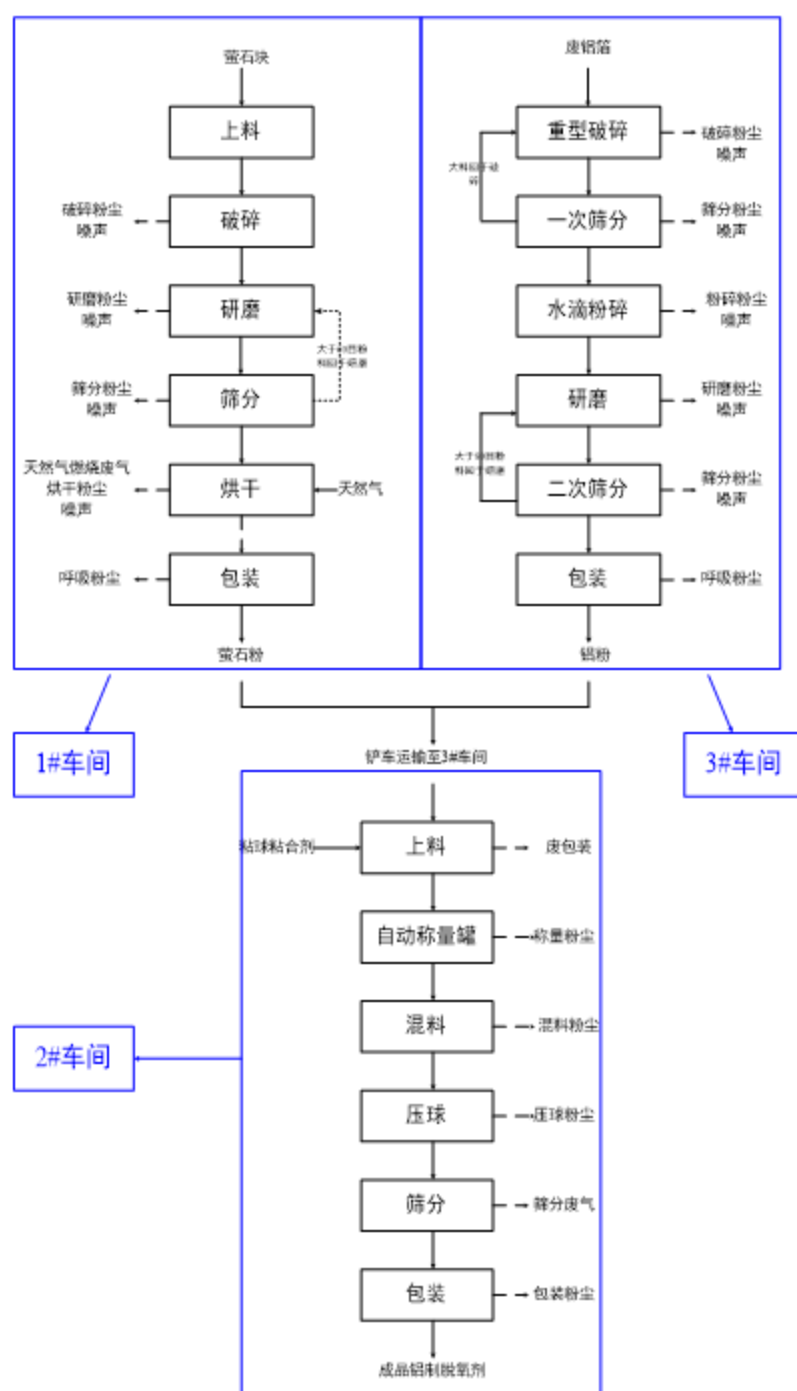 萤石块
上料
破碎
破碎粉尘
噪声
研磨
研磨粉尘
噪声
筛分
筛分粉尘
噪声
烘干
天然气燃烧废气
烘干粉尘
噪声
天然气
包装
呼吸粉尘
萤石粉
废铝箔
重型破碎
破碎粉尘
噪声
一次筛分
筛分粉尘
噪声
水滴粉碎
粉碎粉尘
噪声
研磨
研磨粉尘
噪声
二次筛分
筛分粉尘
噪声
包装
呼吸粉尘
铝粉
1#车间
3#车间
铲车运输至3#车间
粘球粘合剂
上料
废包装
自动称量罐
称量粉尘
混料
混料粉尘
2#车间
压球
压球粉尘
筛分
筛分废气
包装
包装粉尘
成品铝制脱氧剂